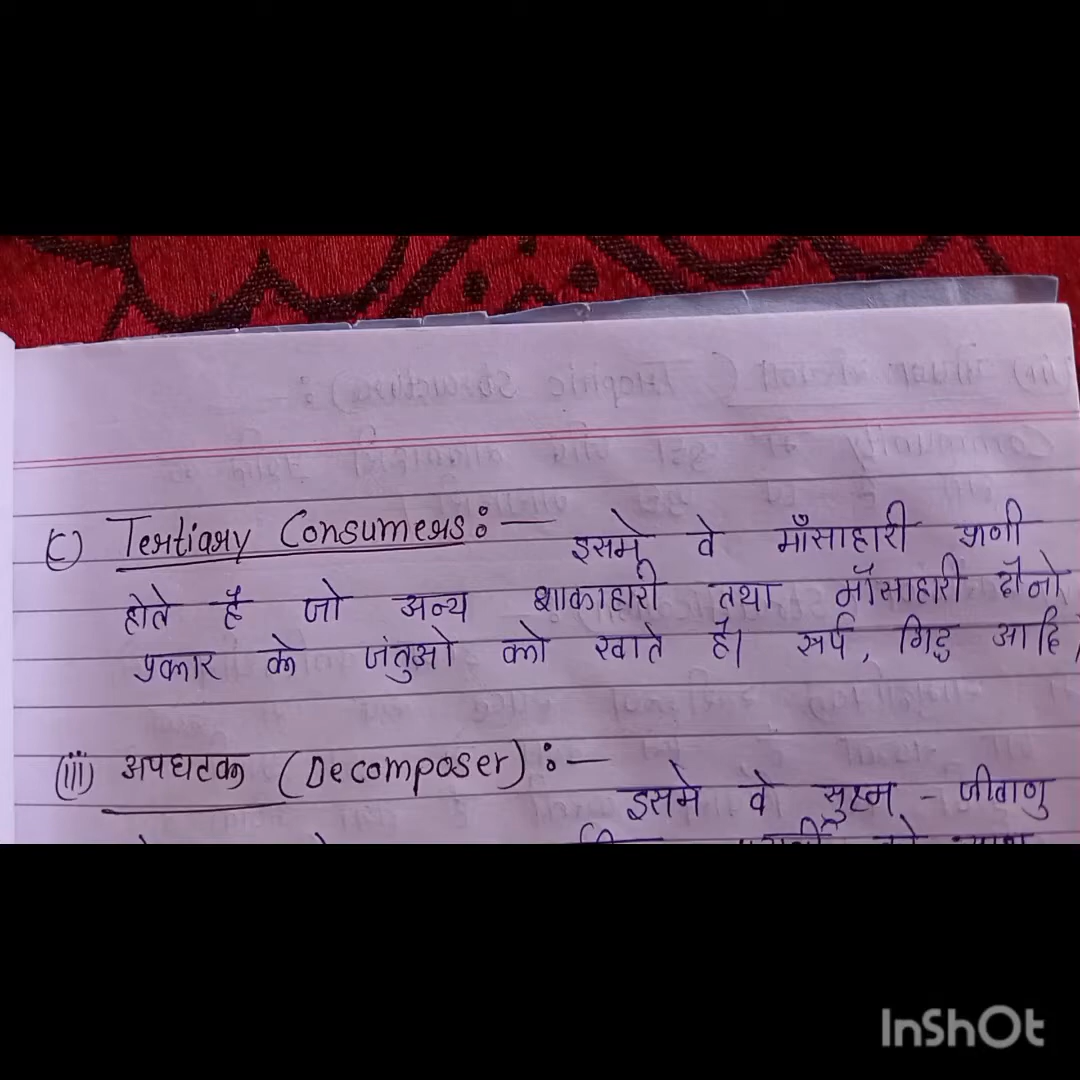 (C) Tertiary Consumers :—
इसमे वे माँसाहारी प्राणी
होते हैं जो अन्य शाकाहारी तथा माँसाहारी दोनो
प्रकार के जंतुओ को खाते है। सर्प, गिद्द आदि।
(iii) अपघटक (Decomposer) :—
इसमे वे सुक्ष्म - जीवाणु
InShOt